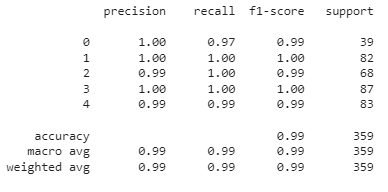 precision recall f1-score support
0 1.00 0.97 0.99 39
1 1.00 1.00 1.00 82
2 0.99 1.00 0.99 68
3 1.00 1.00 1.00 87
4 0.99 0.99 0.99 83
accuracy 0.99 359
macro avg 0.99 0.99 0.99 359
weighted avg 0.99 0.99 0.99 359